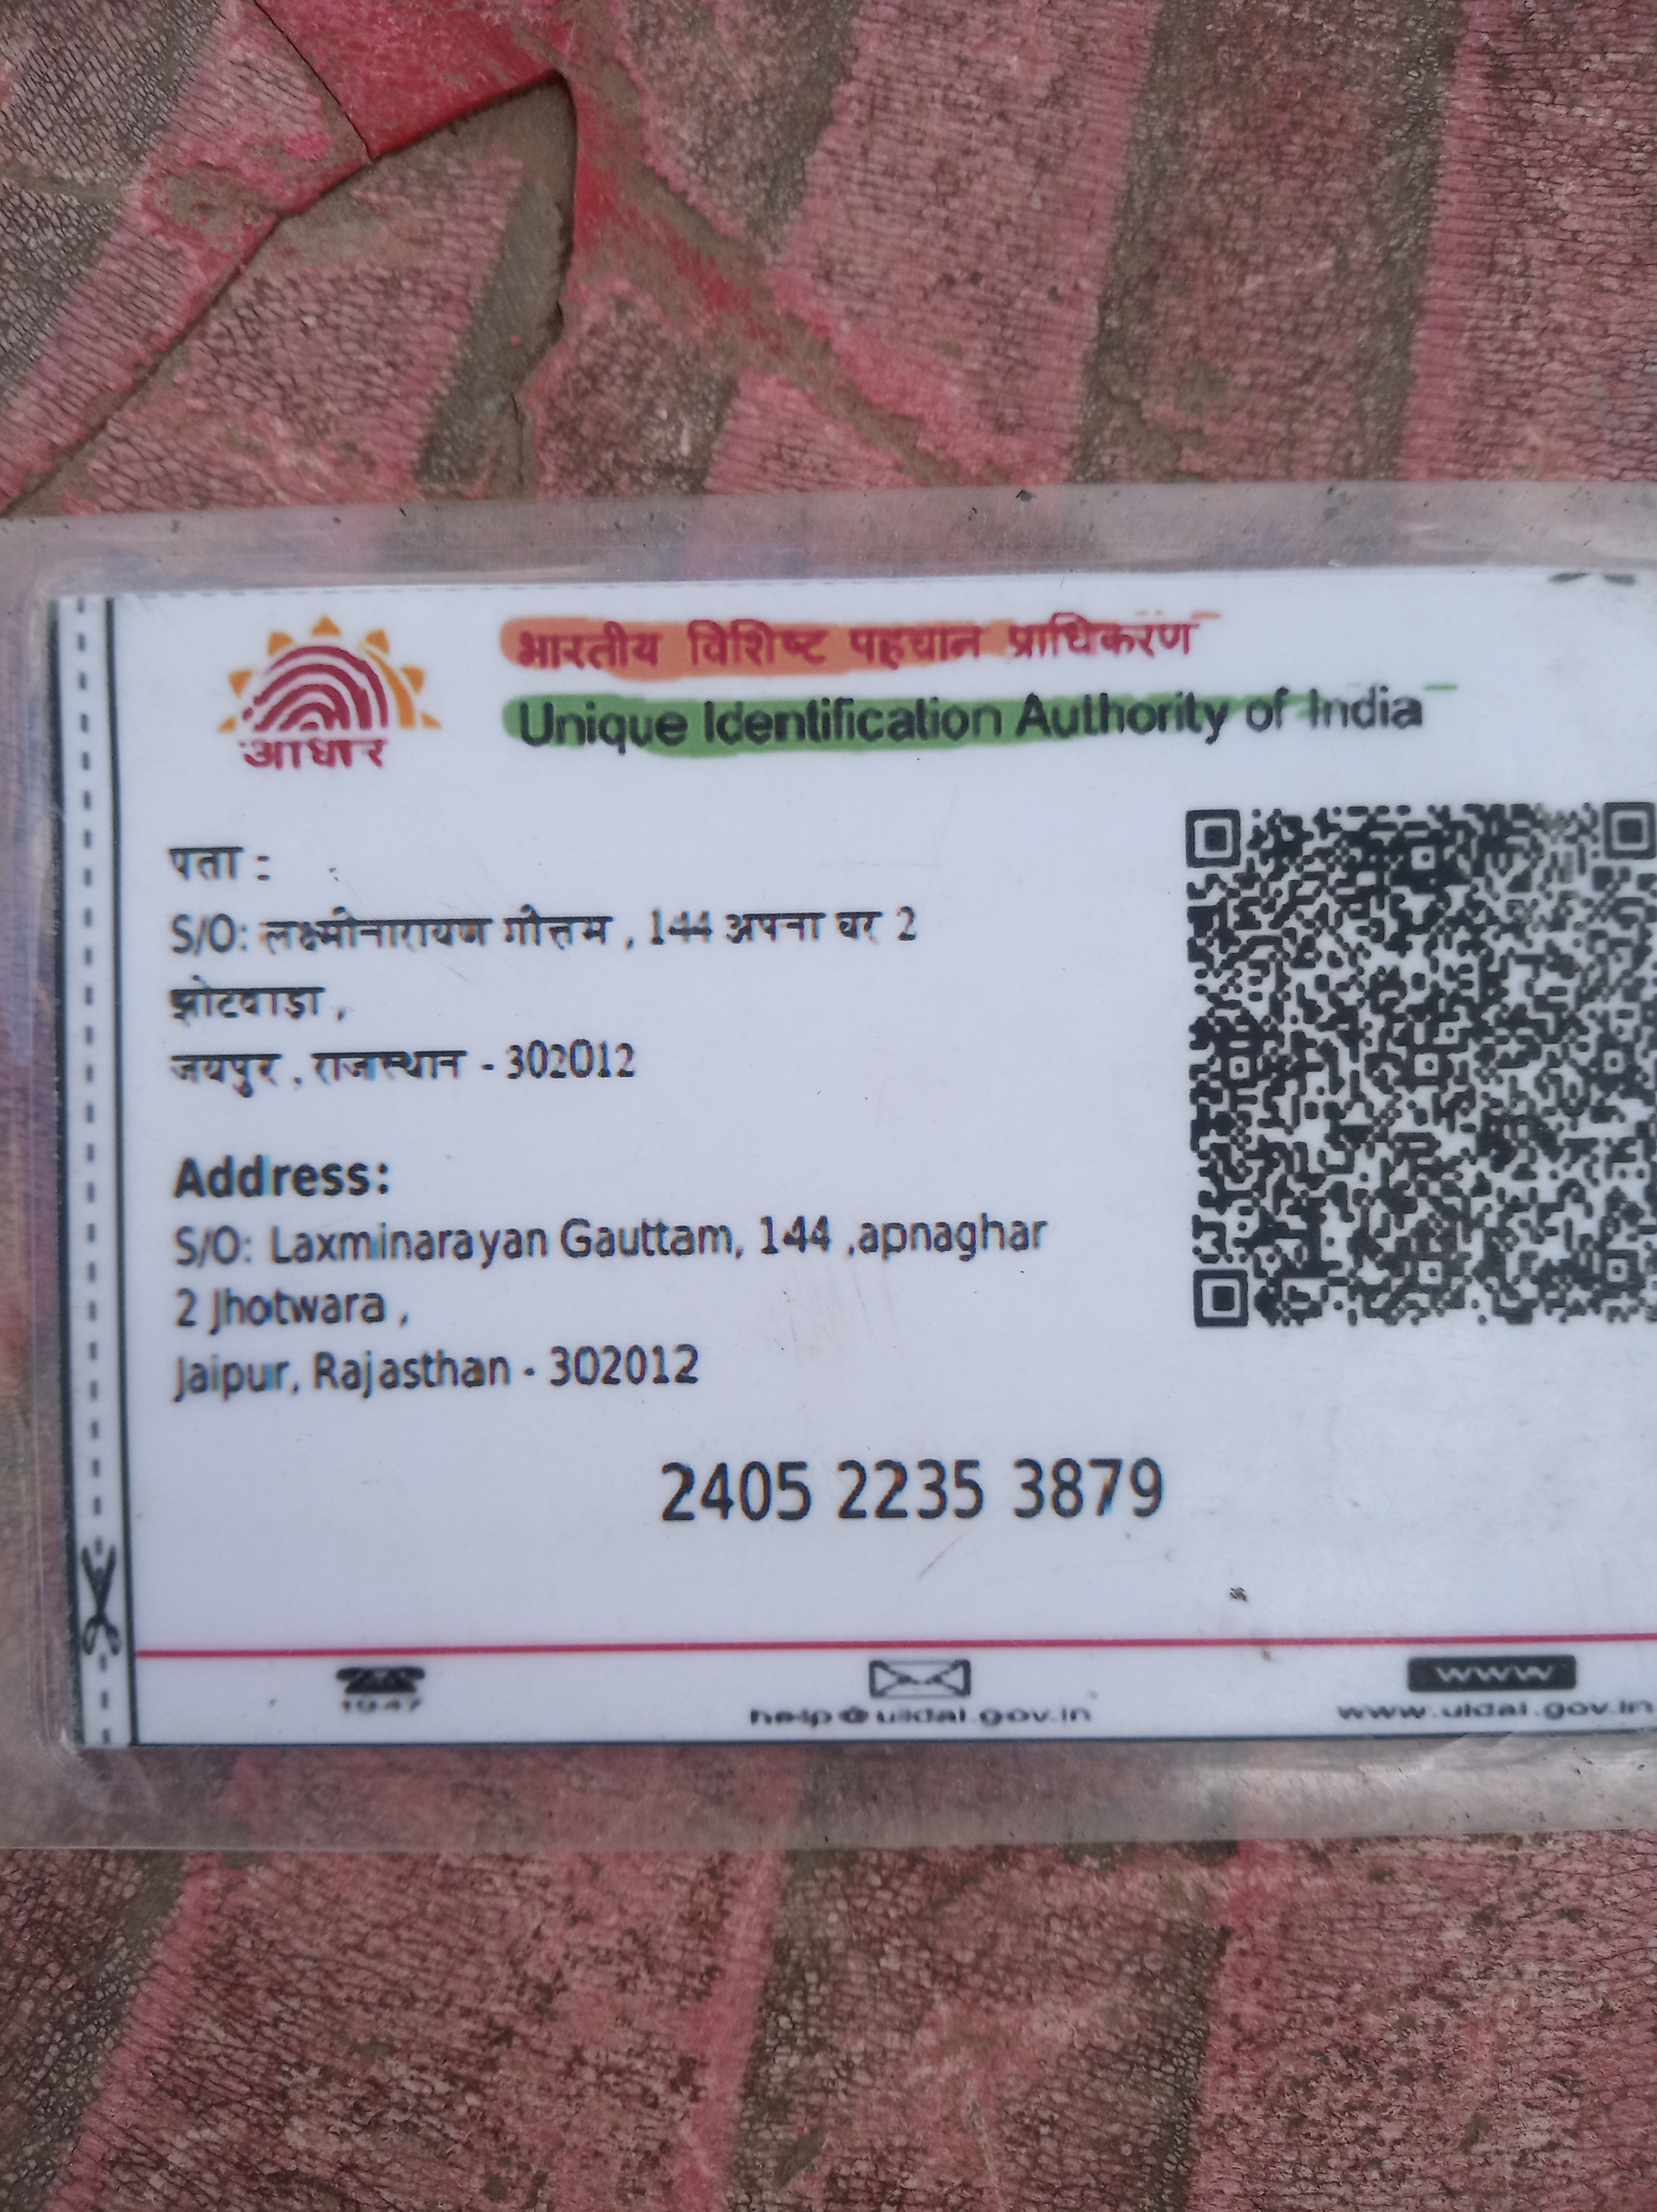 आधार
भारतीय विशिष्ट पहचान प्राधिकरण
Unique Identification Authority of India
पता :
S/O: लक्ष्मीनारायण गौत्तम , 144 अपना घर 2
झोटवाडा ,
जयपुर , राजस्थान - 302012
Address:
S/O: Laxminarayan Gauttam, 144 ,apnaghar
2 Jhotwara ,
Jaipur, Rajasthan - 302012
2405 2235 3879
1947
help@uidai.gov.in
WWW
www.uidai.gov.in